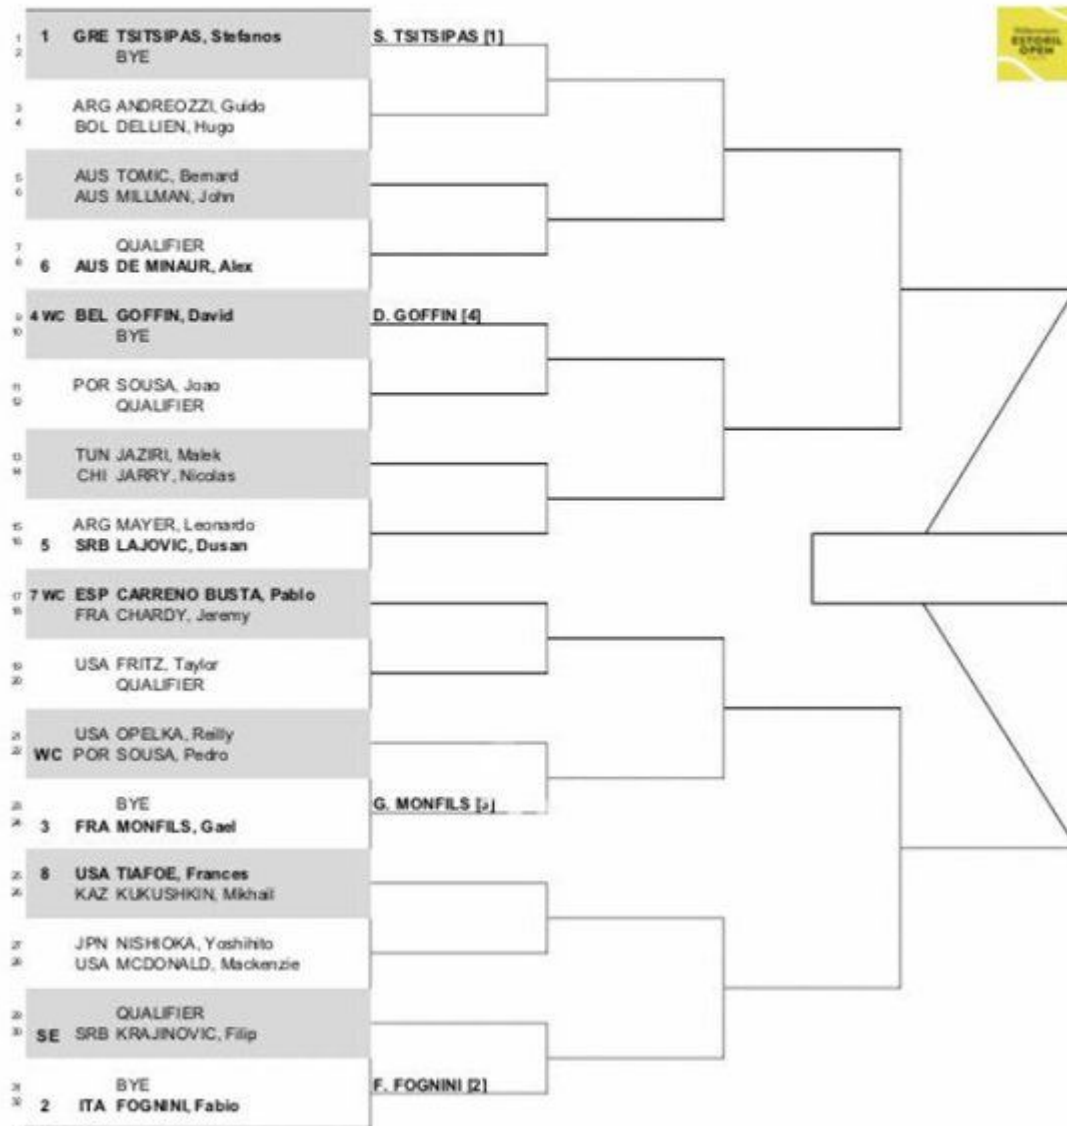 1 1 GRE TSITSIPAS, Stefanos S. TSITSIPAS [1]
2 BYE
3 ARG ANDREOZZI, Guido
4 BOL DELLIEN, Hugo
5 AUS TOMIC, Bernard
6 AUS MILLMAN, John
7 QUALIFIER
8 6 AUS DE MINAUR, Alex
9 4 WC BEL GOFFIN, David D. GOFFIN [4]
10 BYE
11 POR SOUSA, Joao
12 QUALIFIER
13 TUN JAZIRI, Malek
14 CHI JARRY, Nicolas
15 ARG MAYER, Leonardo
16 5 SRB LAJOVIC, Dusan
17 7 WC ESP CARRENO BUSTA, Pablo
18 FRA CHARDY, Jeremy
19 USA FRITZ, Taylor
20 QUALIFIER
21 USA OPELKA, Reilly
22 WC POR SOUSA, Pedro
23 BYE G. MONFILS [3]
24 3 FRA MONFILS, Gael
25 8 USA TIAFOE, Frances
26 KAZ KUKUSHKIN, Mikhail
27 JPN NISHIOKA, Yoshihito
28 USA MCDONALD, Mackenzie
29 QUALIFIER
30 SE SRB KRAJINOVIC, Filip
31 BYE F. FOGNINI [2]
32 2 ITA FOGNINI, Fabio
ESTORIL
OPEN